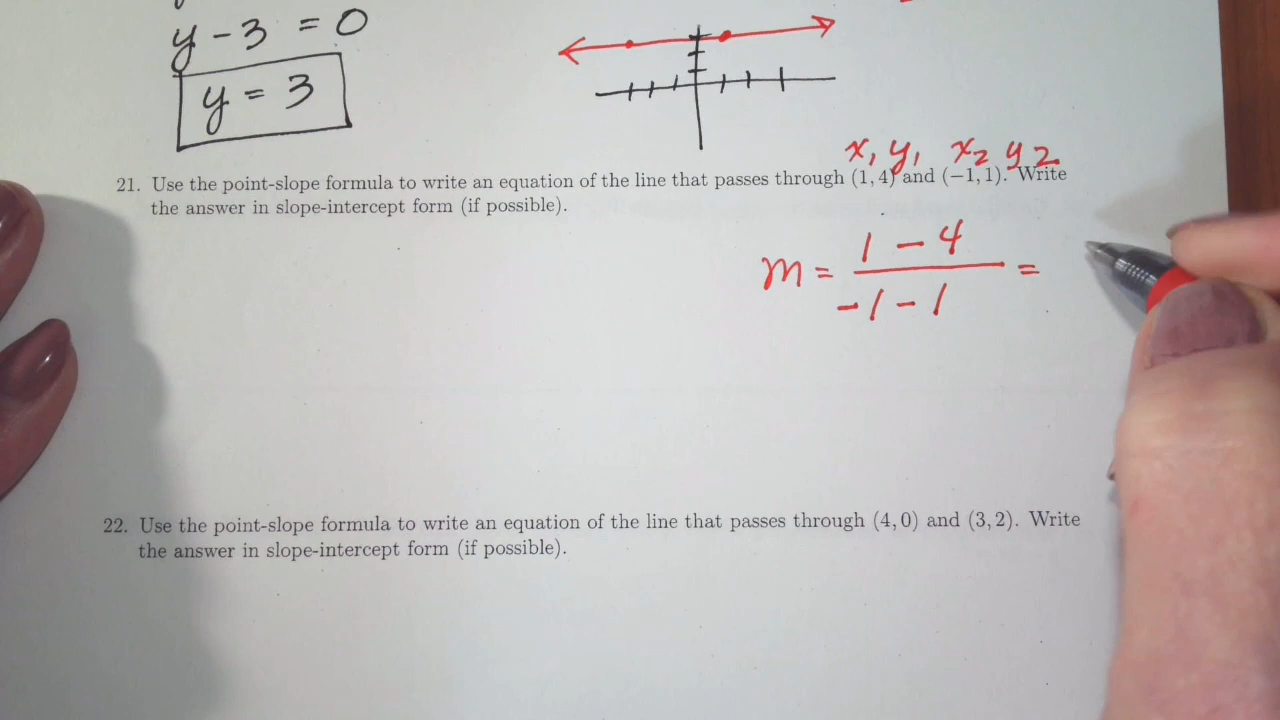 y - 3 = 0
y = 3
x₁ y₁ x₂ y₂
21. Use the point-slope formula to write an equation of the line that passes through (1, 4) and (−1, 1). Write
the answer in slope-intercept form (if possible).
m = (1 - 4)/(-1 - 1) =
22. Use the point-slope formula to write an equation of the line that passes through (4, 0) and (3, 2). Write
the answer in slope-intercept form (if possible).